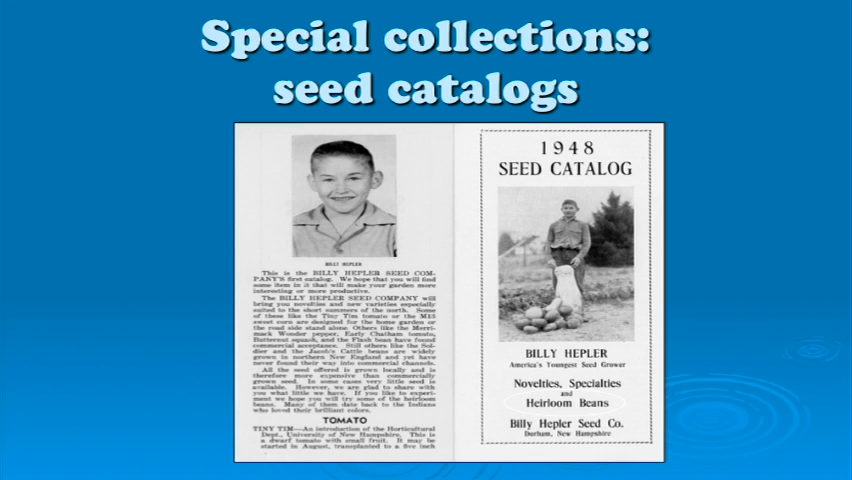 Special collections:
seed catalogs
BILLY HEPLER
This is the BILLY HEPLER SEED COM-
PANY'S first catalog. We hope that you will find
some item in it that will make your garden more
interesting or more productive.
The BILLY HEPLER SEED COMPANY will
bring you novelties and new varieties especially
suited to the short summers of the north. Some
of these like the Tiny Tim tomato or the M15
sweet corn are designed for the home garden or
the road side stand alone. Others like the Merri-
mack Wonder pepper, Early Chatham tomato,
Butternut squash, and the Flash bean have found
commercial acceptance. Still others like the Sol-
dier and the Jacob's Cattle beans are widely
grown in northern New England and yet have
never found their way into commercial channels.
All the seed offered is grown locally and is
therefore more expensive than commercially
grown seed. In some cases very little seed is
available. However, we are glad to share with
you what little we have. If you like to experi-
ment we hope you will try some of the heirloom
beans. Many of them date back to the Indians
who loved their brilliant colors.
TOMATO
TINY TIM—An introduction of the Horticultural
Dept., University of New Hampshire. This is
a dwarf tomato with small fruit. It may be
started in August, transplanted to a five inch
1948
SEED CATALOG
BILLY HEPLER
America's Youngest Seed Grower
Novelties, Specialties
and
Heirloom Beans
Billy Hepler Seed Co.
Durham, New Hampshire